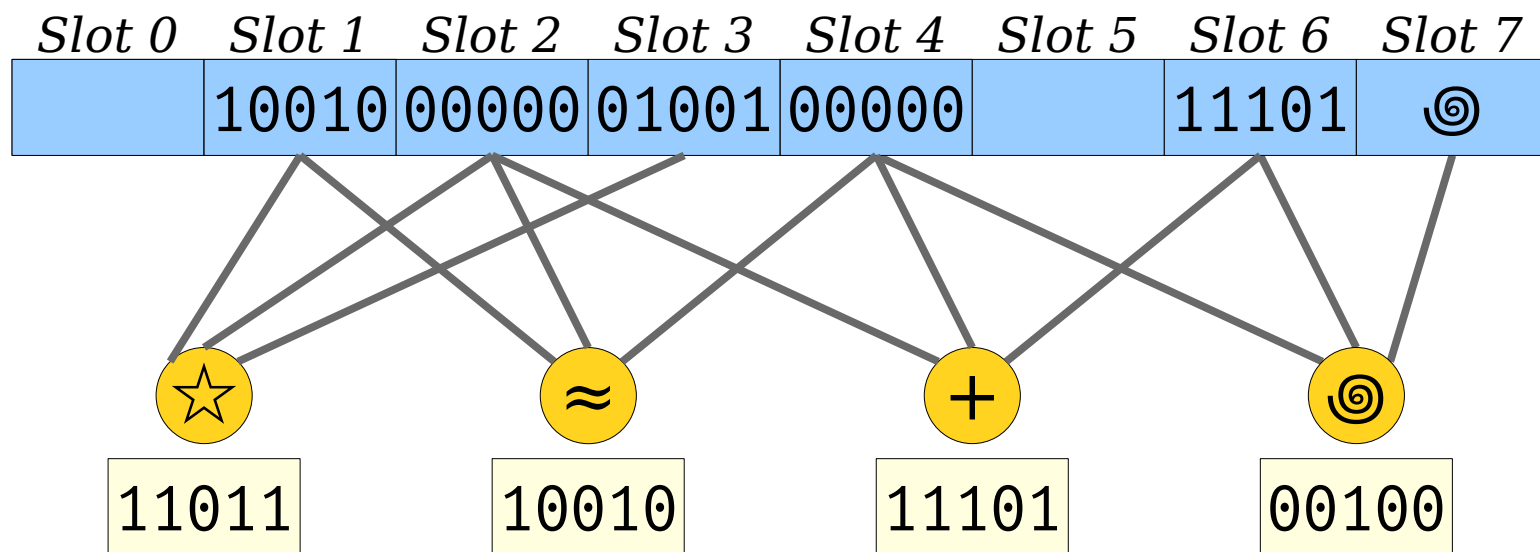 Slot 0 Slot 1 Slot 2 Slot 3 Slot 4 Slot 5 Slot 6 Slot 7
10010 00000 01001 00000 11101 ꩜
☆ ≈ + ꩜
11011 10010 11101 00100